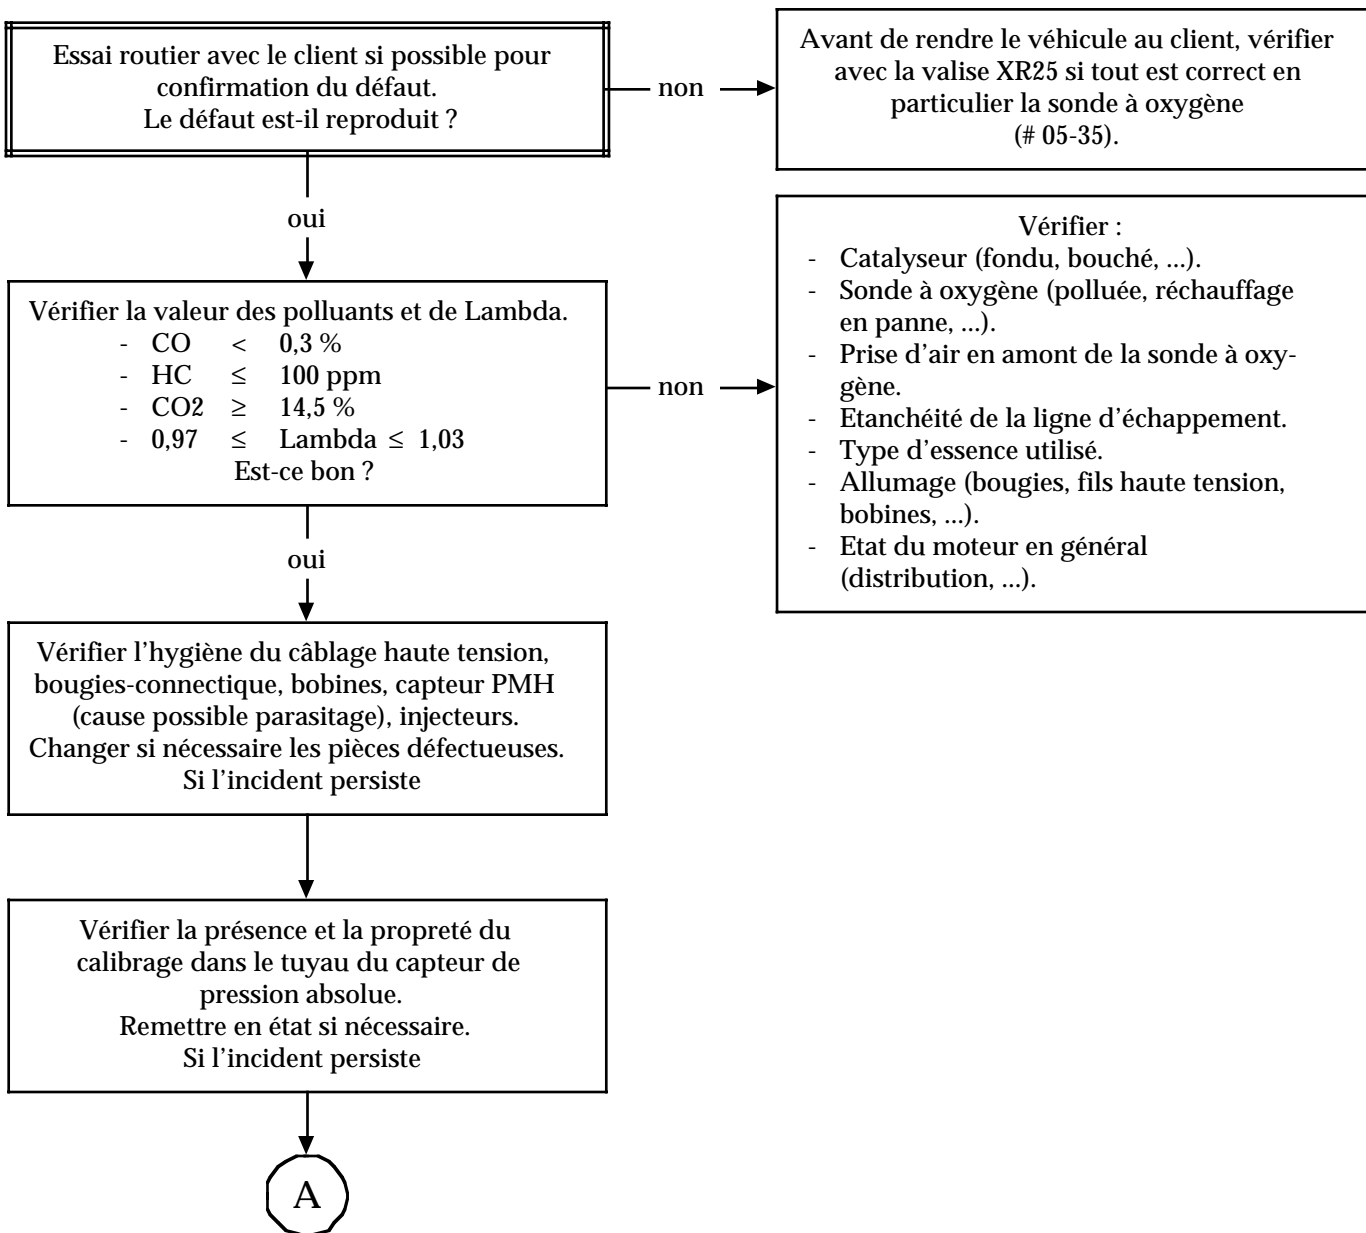 Essai routier avec le client si possible pour
confirmation du défaut.
Le défaut est-il reproduit ?
non
Avant de rendre le véhicule au client, vérifier
avec la valise XR25 si tout est correct en
particulier la sonde à oxygène
(# 05-35).
oui
Vérifier la valeur des polluants et de Lambda.
- CO < 0,3 %
- HC ≤ 100 ppm
- CO2 ≥ 14,5 %
- 0,97 ≤ Lambda ≤ 1,03
Est-ce bon ?
non
Vérifier :
- Catalyseur (fondu, bouché, ...).
- Sonde à oxygène (polluée, réchauffage
en panne, ...).
- Prise d'air en amont de la sonde à oxy-
gène.
- Etanchéité de la ligne d'échappement.
- Type d'essence utilisé.
- Allumage (bougies, fils haute tension,
bobines, ...).
- Etat du moteur en général
(distribution, ...).
oui
Vérifier l'hygiène du câblage haute tension,
bougies-connectique, bobines, capteur PMH
(cause possible parasitage), injecteurs.
Changer si nécessaire les pièces défectueuses.
Si l'incident persiste
Vérifier la présence et la propreté du
calibrage dans le tuyau du capteur de
pression absolue.
Remettre en état si nécessaire.
Si l'incident persiste
A